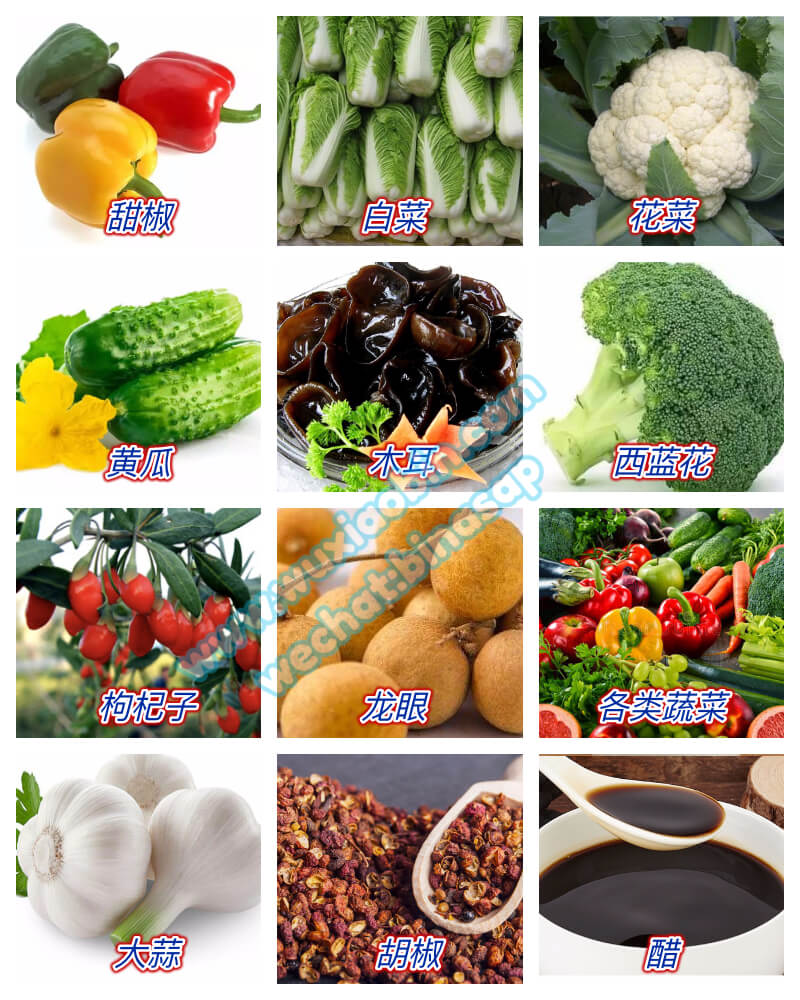 甜椒
白菜
花菜
黄瓜
木耳
西蓝花
枸杞子
龙眼
各类蔬菜
大蒜
胡椒
醋
www.wuxiaobin.com
wechat:binasap